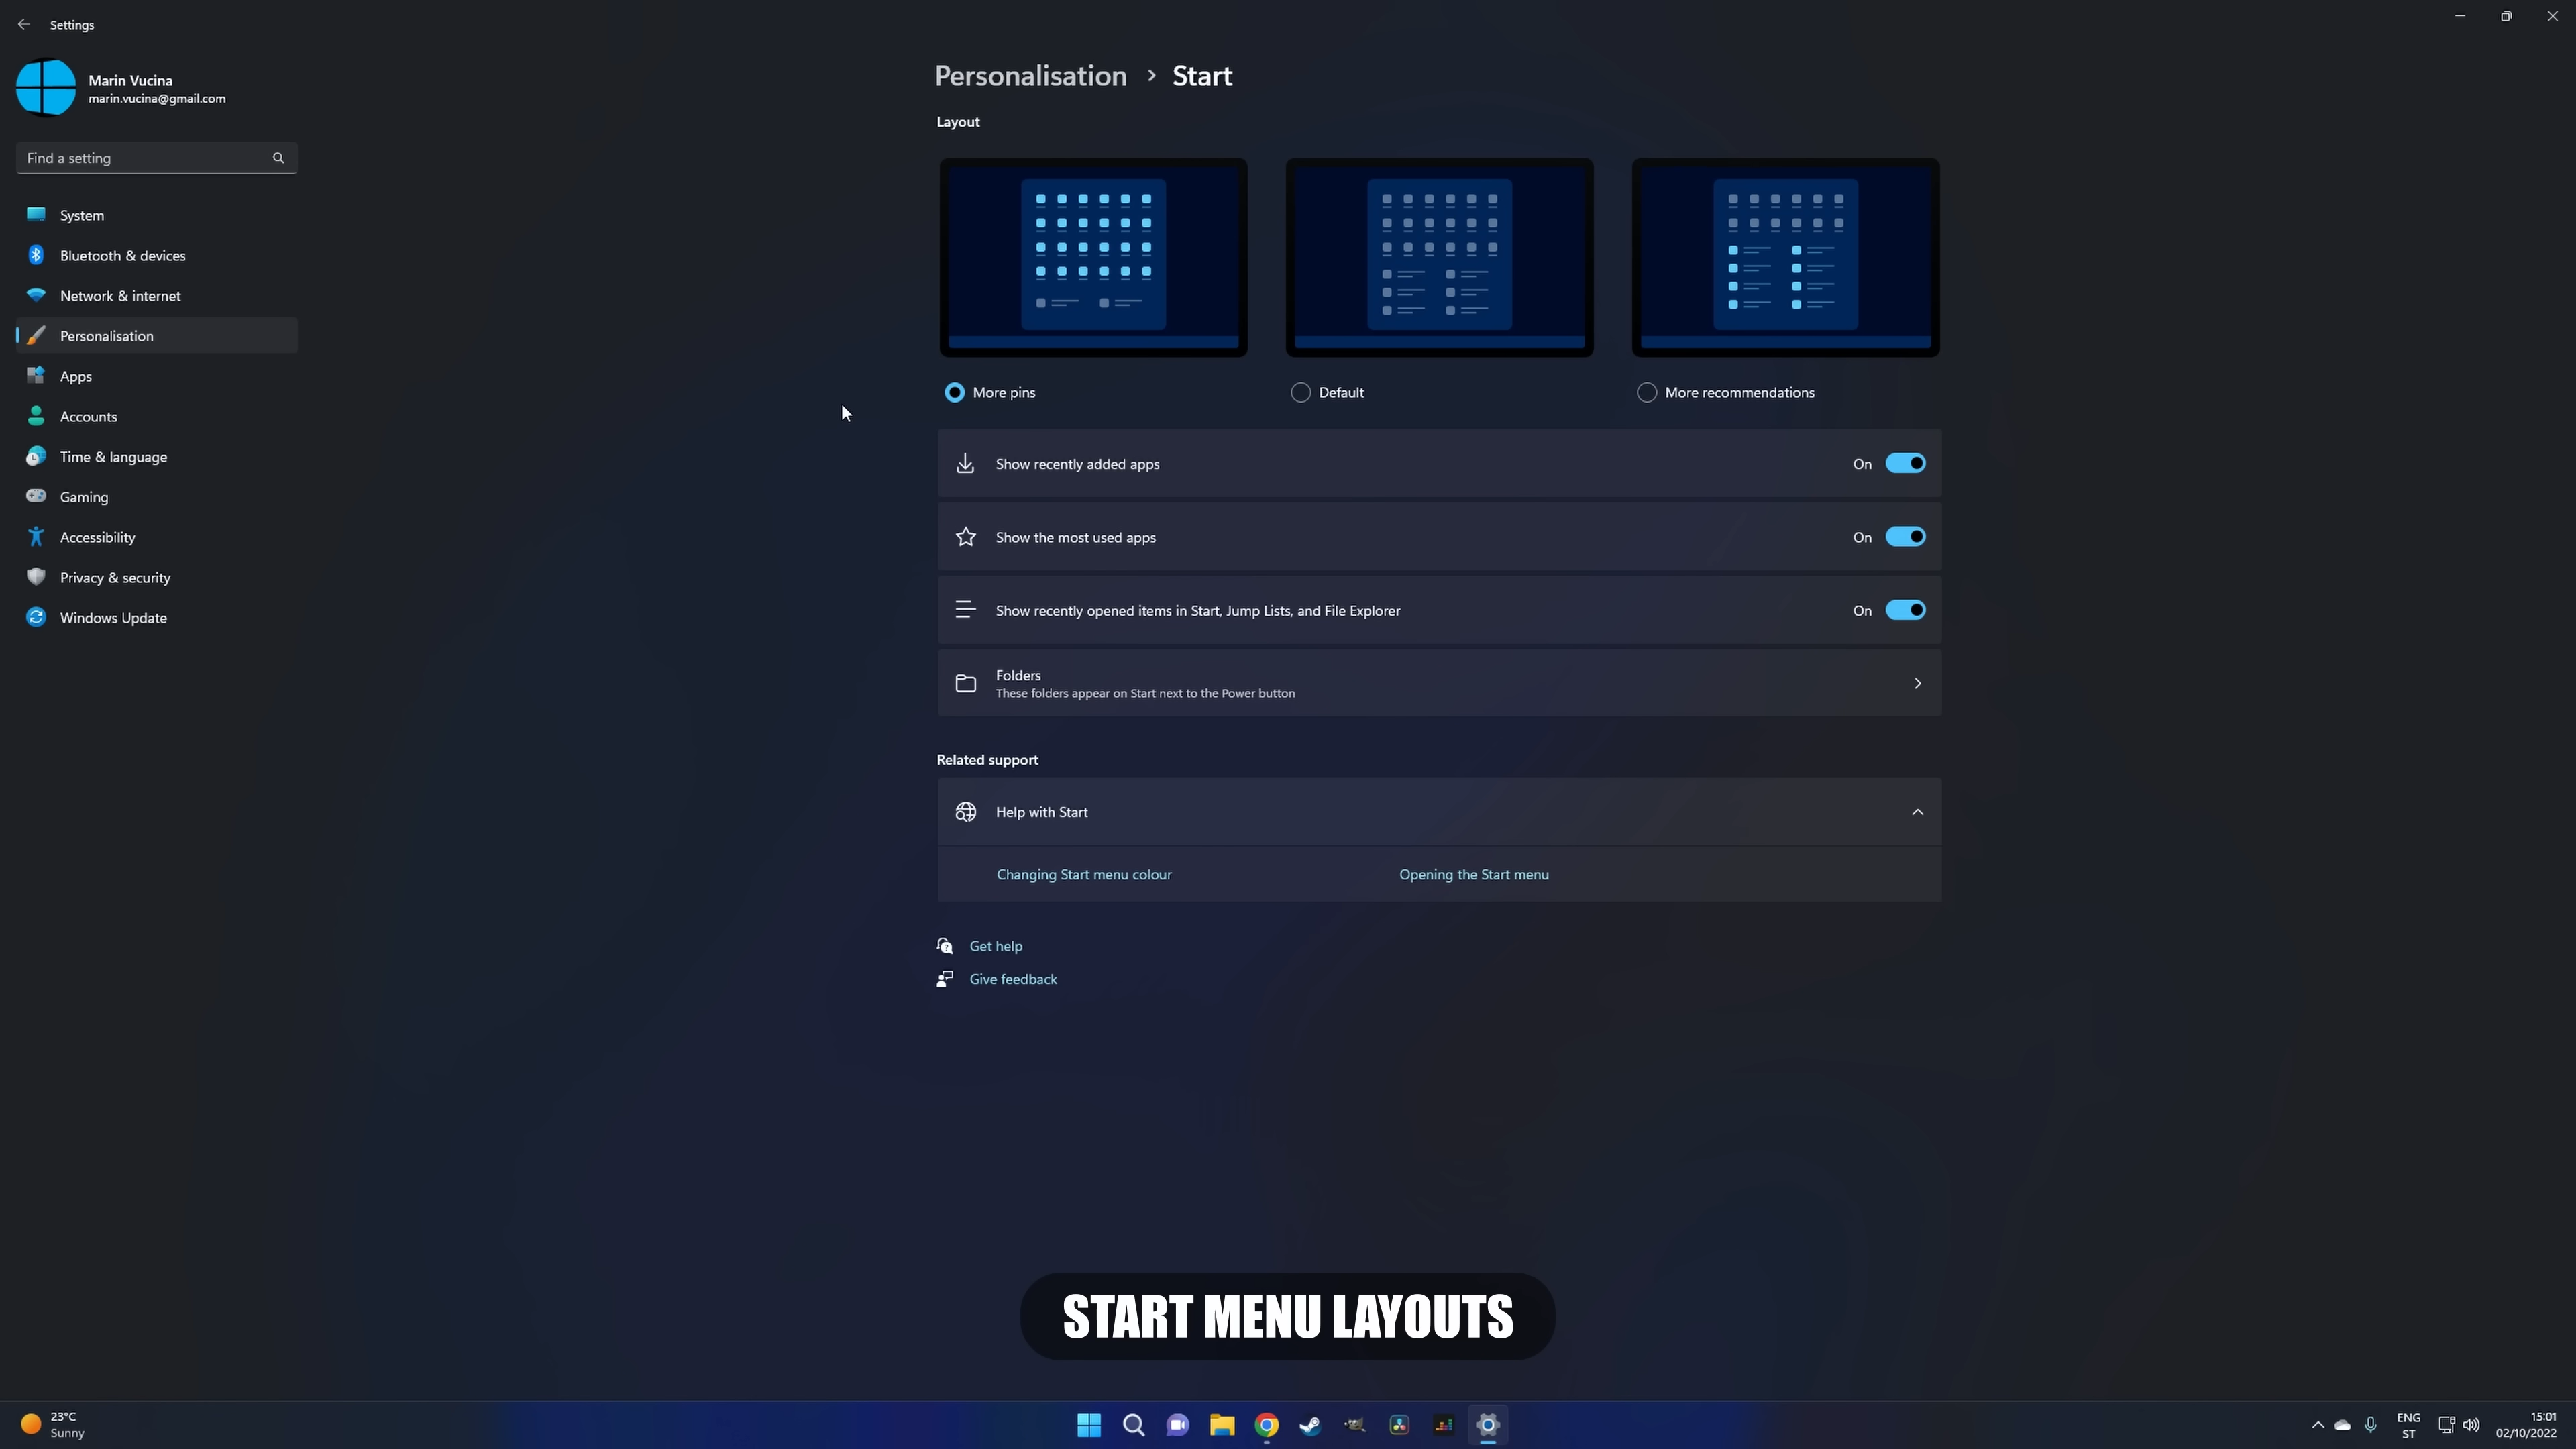 Settings
Marin Vucina
marin.vucina@gmail.com
Find a setting
System
Bluetooth & devices
Network & internet
Personalisation
Apps
Accounts
Time & language
Gaming
Accessibility
Privacy & security
Windows Update
Personalisation > Start
Layout
More pins
Default
More recommendations
Show recently added apps
On
Show the most used apps
On
Show recently opened items in Start, Jump Lists, and File Explorer
On
Folders
These folders appear on Start next to the Power button
Related support
Help with Start
Changing Start menu colour
Opening the Start menu
Get help
Give feedback
START MENU LAYOUTS
23°C
Sunny
ENG
ST
15:01
02/10/2022